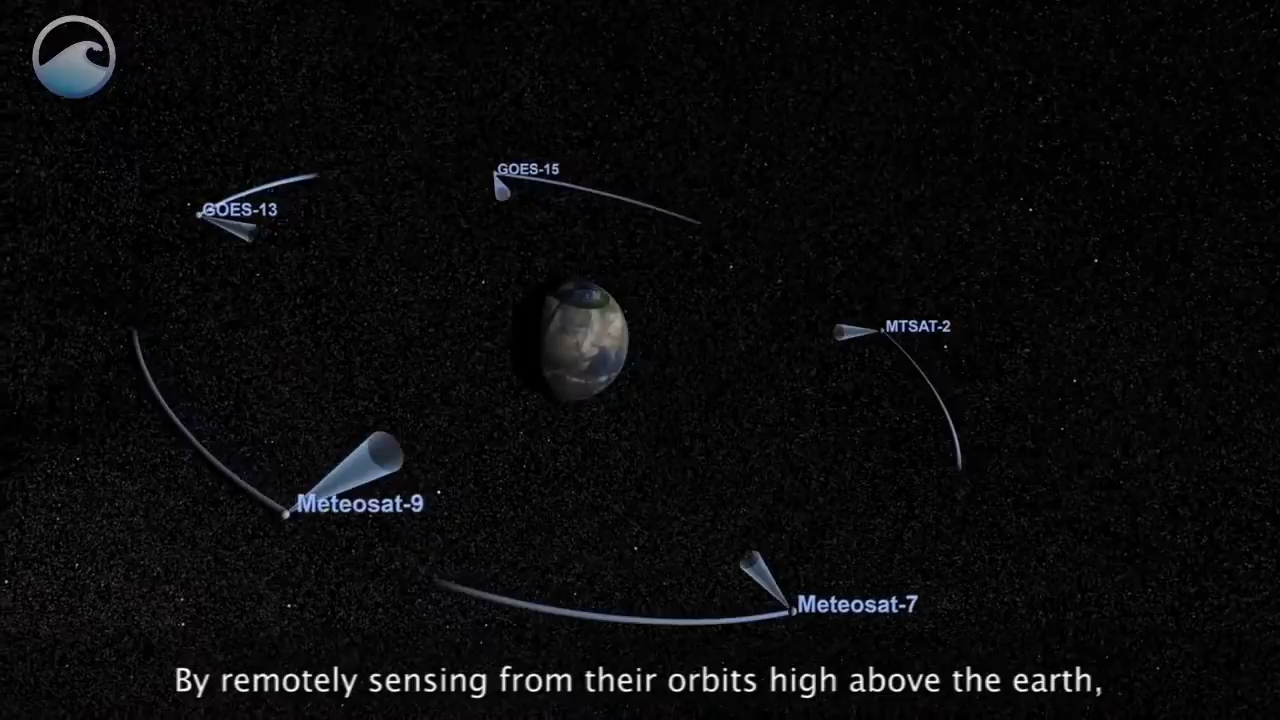 GOES-15
GOES-13
MTSAT-2
Meteosat-9
Meteosat-7
By remotely sensing from their orbits high above the earth,